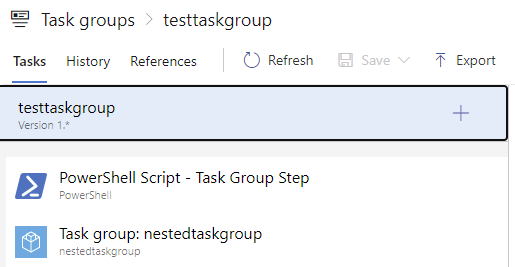 Task groups > testtaskgroup
Tasks History References Refresh Save Export
testtaskgroup
Version 1.*
PowerShell Script - Task Group Step
PowerShell
Task group: nestedtaskgroup
nestedtaskgroup